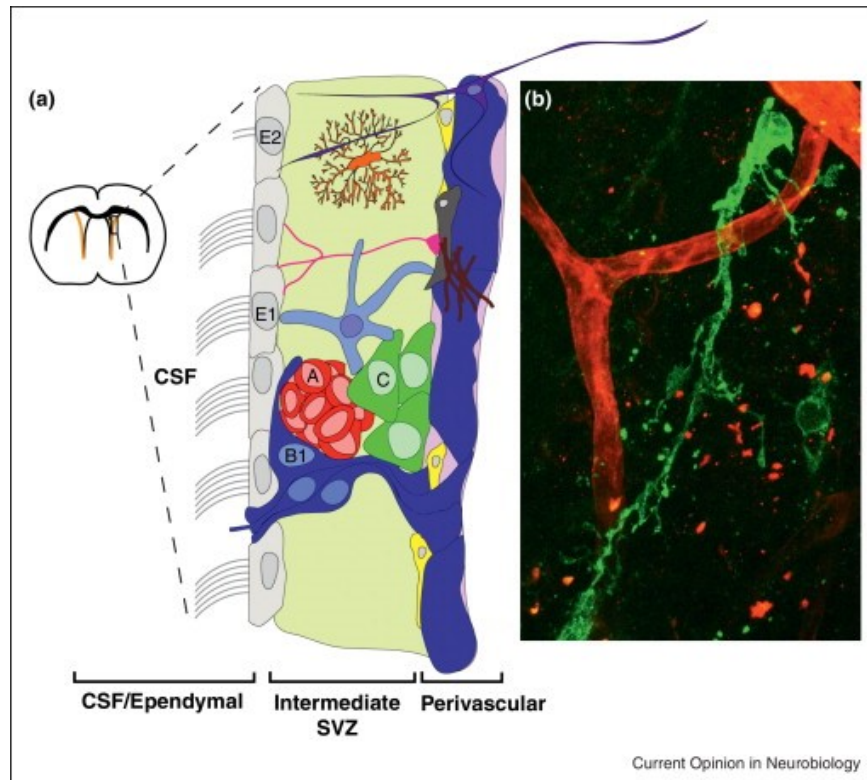 (a)
(b)
E2
E1
CSF
A
C
B1
CSF/Ependymal
Intermediate
SVZ
Perivascular
Current Opinion in Neurobiology